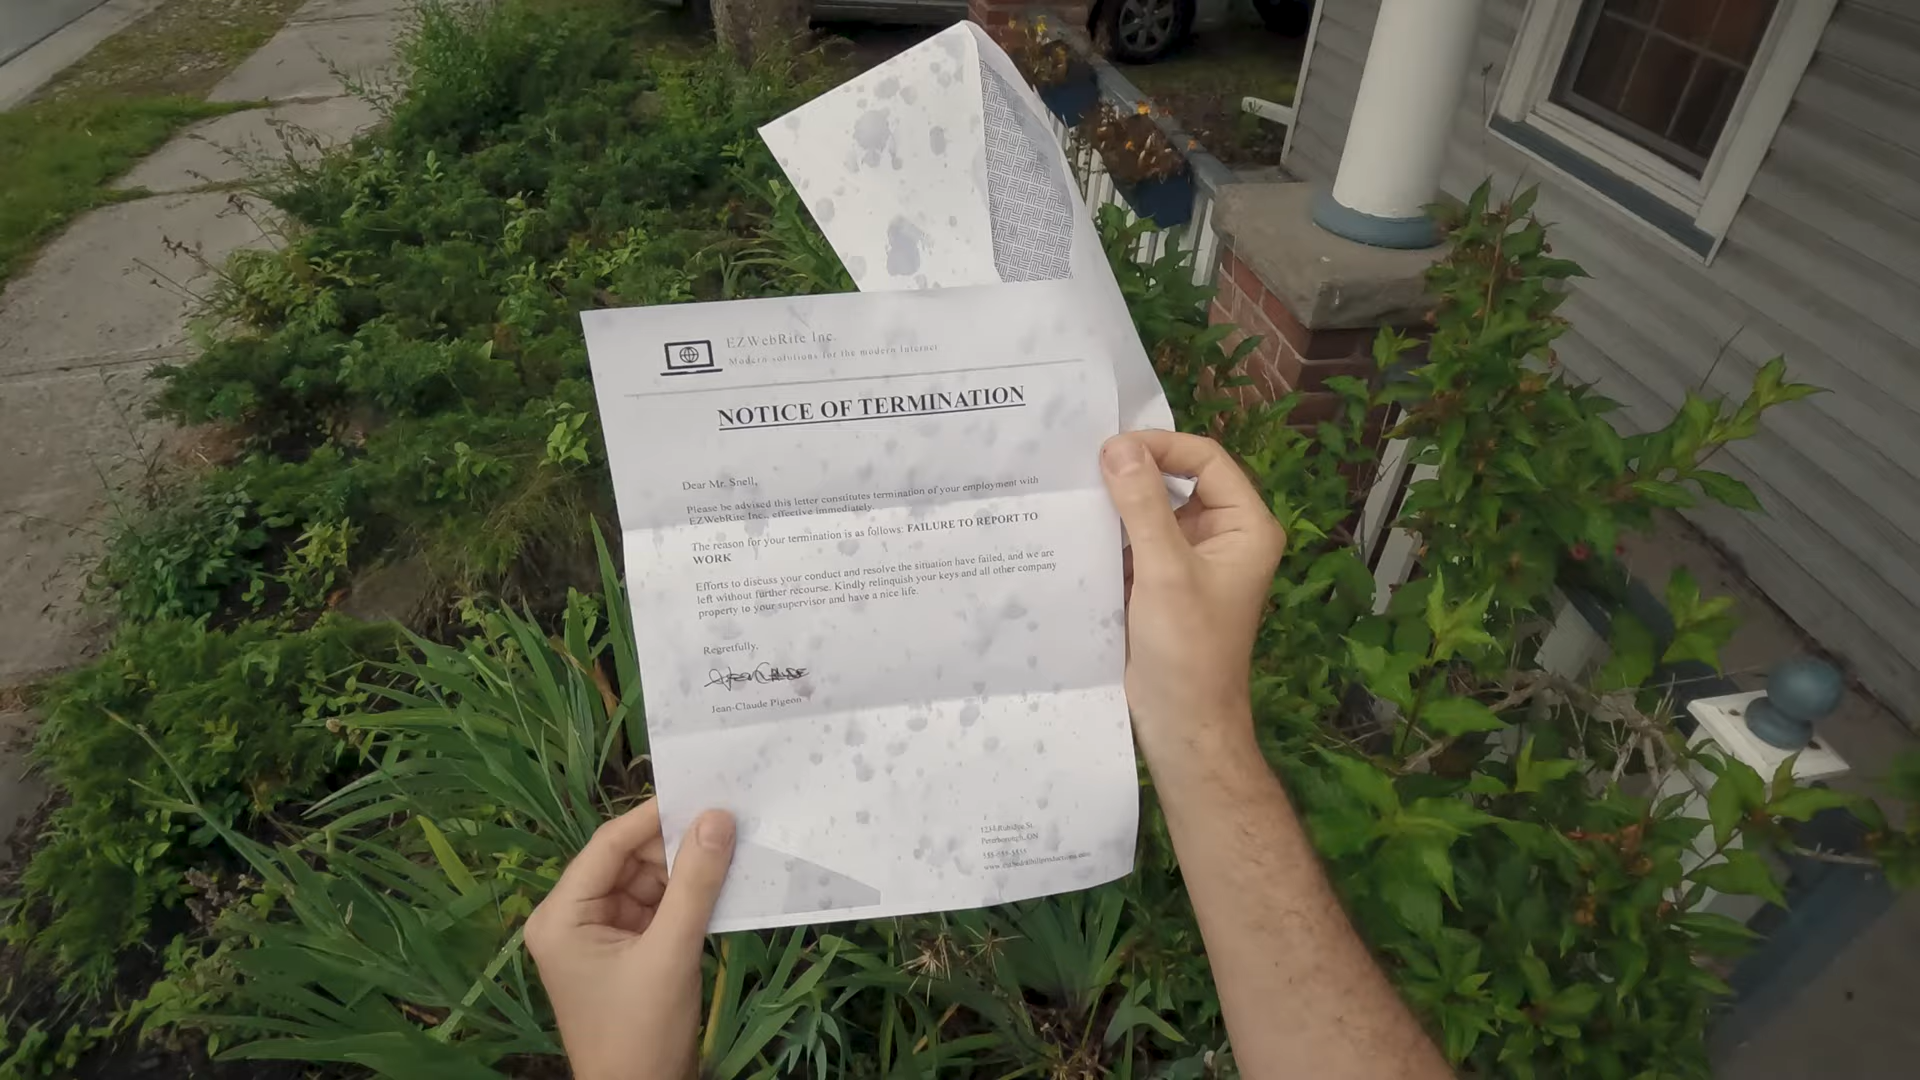 EZWebRite Inc.
Modern solutions for the modern Internet
NOTICE OF TERMINATION
Dear Mr. Snell,
Please be advised this letter constitutes termination of your employment with
EZWebRite Inc., effective immediately.
The reason for your termination is as follows: FAILURE TO REPORT TO
WORK
Efforts to discuss your conduct and resolve the situation have failed, and we are
left without further recourse. Kindly relinquish your keys and all other company
property to your supervisor and have a nice life.
Regretfully,
Jean-Claude Pigeon
Peterborough, ON